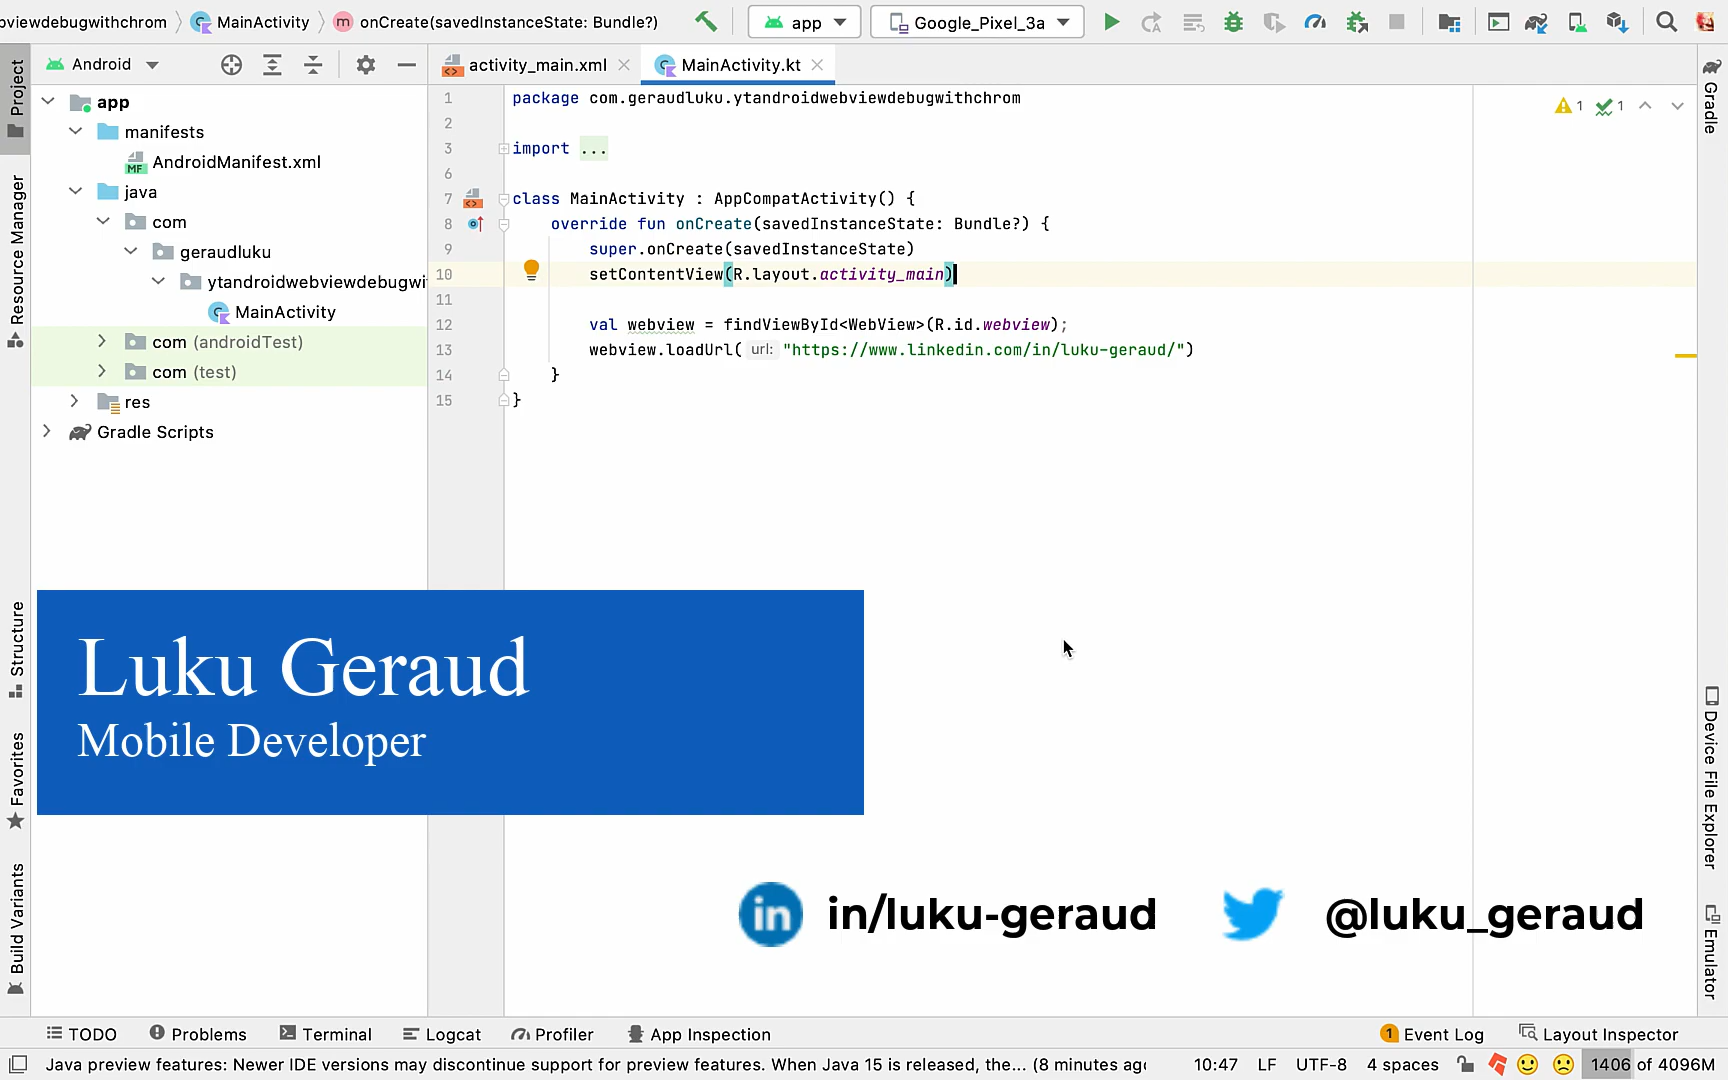 bviewdebugwithchrom
MainActivity
onCreate(savedInstanceState: Bundle?)
app
Google_Pixel_3a
Project
Resource Manager
Structure
Favorites
Build Variants
Android
app
manifests
MF
AndroidManifest.xml
java
com
geraudluku
ytandroidwebviewdebugwi
MainActivity
com (androidTest)
com (test)
res
Gradle Scripts
activity_main.xml
MainActivity.kt
1 package com.geraudluku.ytandroidwebviewdebugwithchrom
2
3 import ...
6
7 class MainActivity : AppCompatActivity() {
8 override fun onCreate(savedInstanceState: Bundle?) {
9 super.onCreate(savedInstanceState)
10 setContentView(R.layout.activity_main)
11
12 val webview = findViewById<WebView>(R.id.webview);
13 webview.loadUrl( url: "https://www.linkedin.com/in/luku-geraud/")
14 }
15 }
1 1
Gradle
Device File Explorer
Emulator
Luku Geraud
Mobile Developer
in in/luku-geraud
@luku_geraud
TODO
Problems
Terminal
Logcat
Profiler
App Inspection
1 Event Log
Layout Inspector
Java preview features: Newer IDE versions may discontinue support for preview features. When Java 15 is released, the... (8 minutes ago
10:47
LF
UTF-8
4 spaces
1406 of 4096M